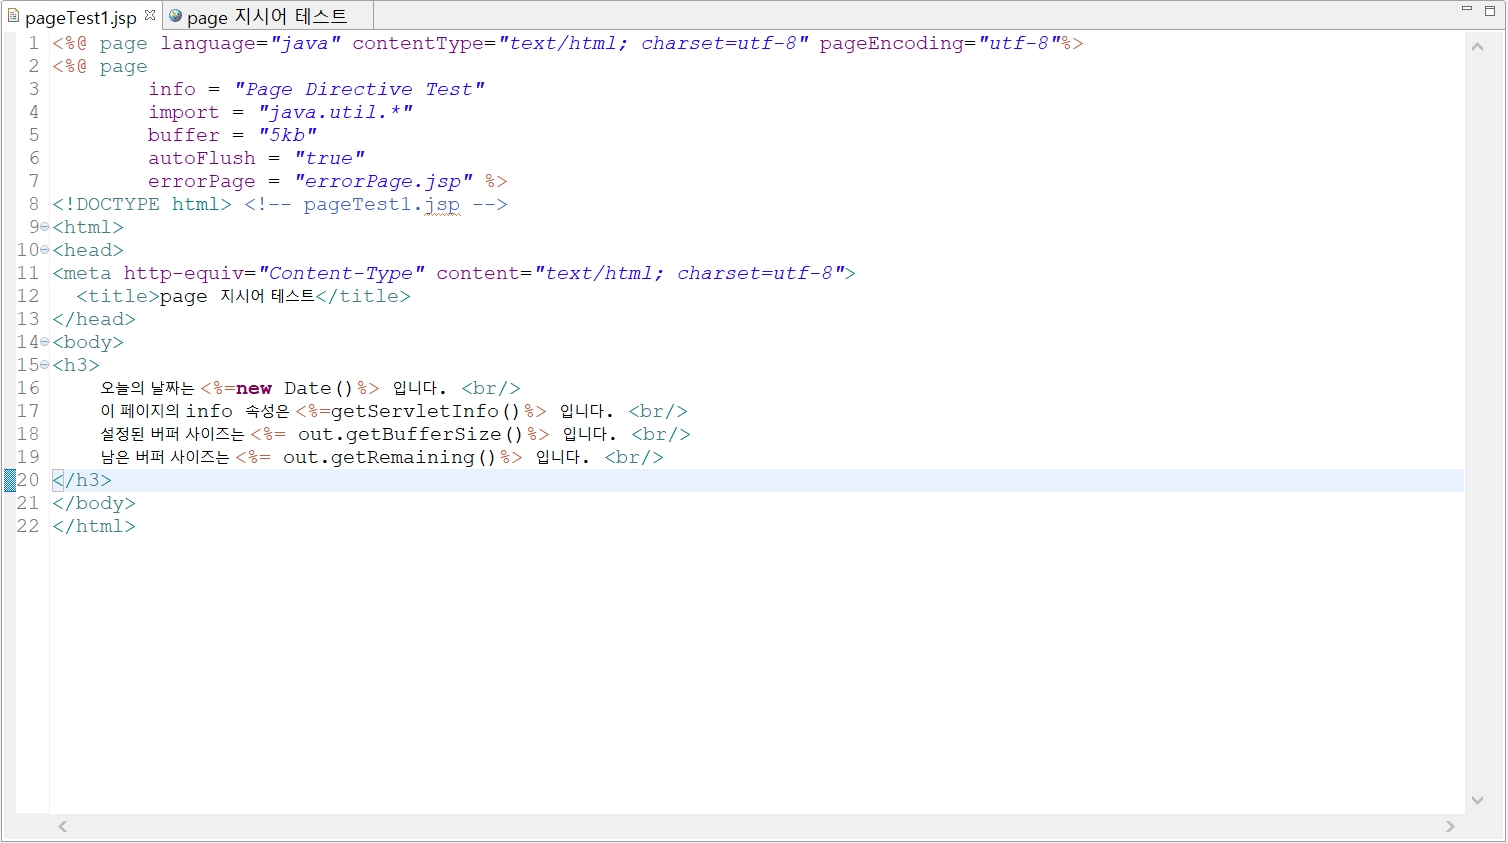 pageTest1.jsp page 지시어 테스트
1 <%@ page language="java" contentType="text/html; charset=utf-8" pageEncoding="utf-8"%>
2 <%@ page
3 info = "Page Directive Test"
4 import = "java.util.*"
5 buffer = "5kb"
6 autoFlush = "true"
7 errorPage = "errorPage.jsp" %>
8 <!DOCTYPE html> <!-- pageTest1.jsp -->
9 <html>
10 <head>
11 <meta http-equiv="Content-Type" content="text/html; charset=utf-8">
12 <title>page 지시어 테스트</title>
13 </head>
14 <body>
15 <h3>
16 오늘의 날짜는 <%=new Date()%> 입니다. <br/>
17 이 페이지의 info 속성은 <%=getServletInfo()%> 입니다. <br/>
18 설정된 버퍼 사이즈는 <%= out.getBufferSize()%> 입니다. <br/>
19 남은 버퍼 사이즈는 <%= out.getRemaining()%> 입니다. <br/>
20 </h3>
21 </body>
22 </html>